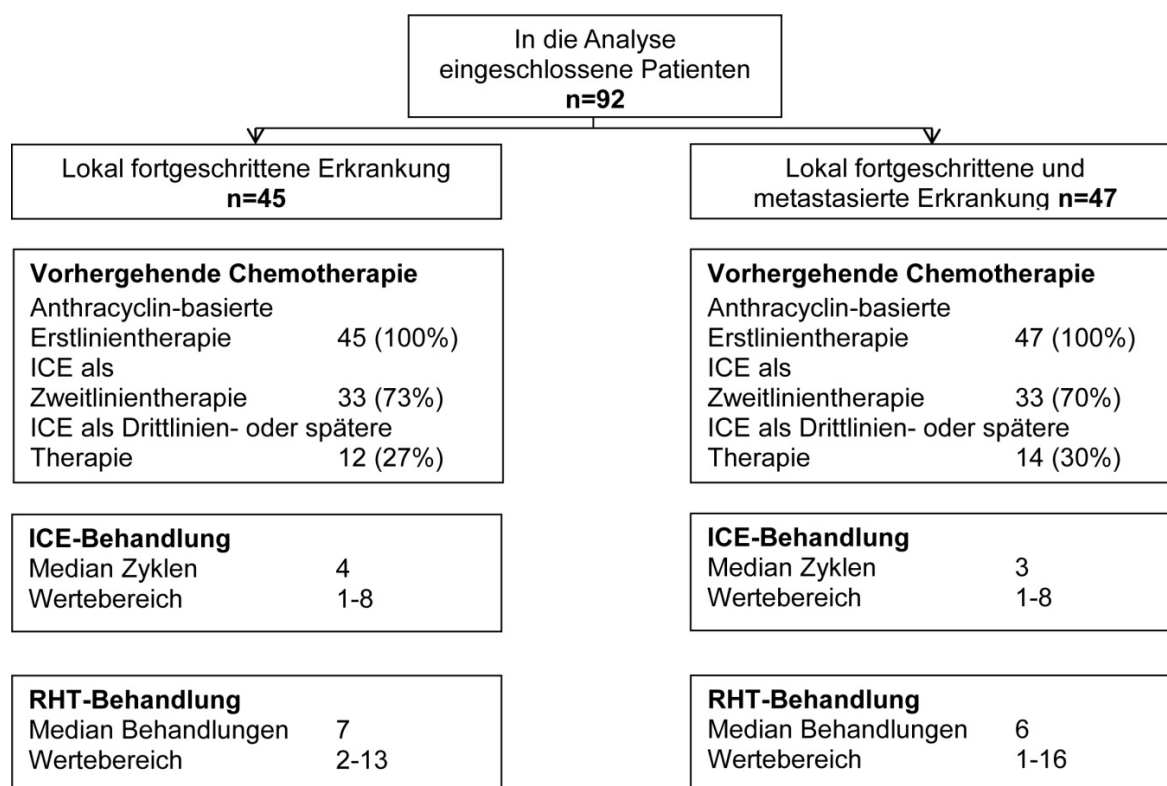 In die Analyse
eingeschlossene Patienten
n=92
Lokal fortgeschrittene Erkrankung
n=45
Lokal fortgeschrittene und
metastasierte Erkrankung n=47
Vorhergehende Chemotherapie
Anthracyclin-basierte
Erstlinientherapie 45 (100%)
ICE als
Zweitlinientherapie 33 (73%)
ICE als Drittlinien- oder spätere
Therapie 12 (27%)
Vorhergehende Chemotherapie
Anthracyclin-basierte
Erstlinientherapie 47 (100%)
ICE als
Zweitlinientherapie 33 (70%)
ICE als Drittlinien- oder spätere
Therapie 14 (30%)
ICE-Behandlung
Median Zyklen 4
Wertebereich 1-8
ICE-Behandlung
Median Zyklen 3
Wertebereich 1-8
RHT-Behandlung
Median Behandlungen 7
Wertebereich 2-13
RHT-Behandlung
Median Behandlungen 6
Wertebereich 1-16